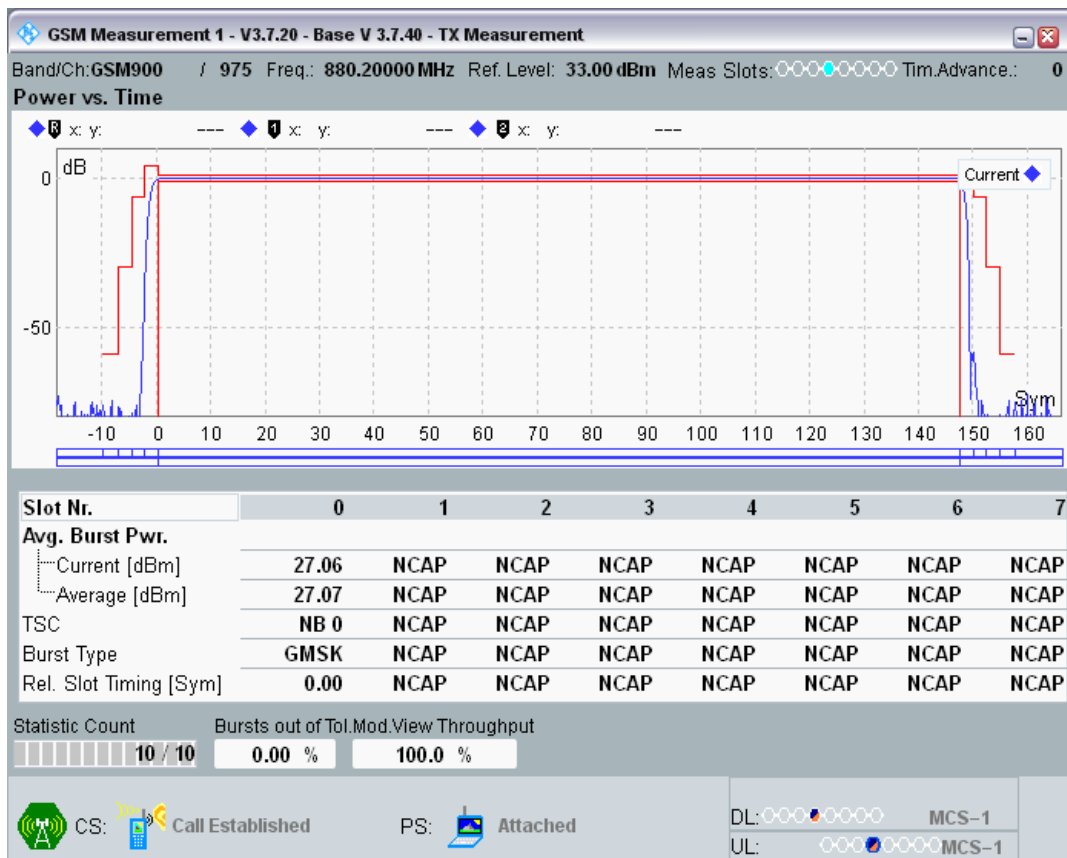 GSM Measurement 1 - V3.7.20 - Base V 3.7.40 - TX Measurement
Band/Ch:GSM900 / 975 Freq.: 880.20000 MHz Ref. Level: 33.00 dBm Meas Slots: Tim.Advance.: 0
Power vs. Time
R x: y: --- 1 x: y: --- 2 x: y: ---
dB
Current
0
-50
Sym
-10 0 10 20 30 40 50 60 70 80 90 100 110 120 130 140 150 160
Slot Nr. 0 1 2 3 4 5 6 7
Avg. Burst Pwr.
Current [dBm] 27.06 NCAP NCAP NCAP NCAP NCAP NCAP NCAP
Average [dBm] 27.07 NCAP NCAP NCAP NCAP NCAP NCAP NCAP
TSC NB 0 NCAP NCAP NCAP NCAP NCAP NCAP NCAP
Burst Type GMSK NCAP NCAP NCAP NCAP NCAP NCAP NCAP
Rel. Slot Timing [Sym] 0.00 NCAP NCAP NCAP NCAP NCAP NCAP NCAP
Statistic Count Bursts out of Tol.Mod.View Throughput
10 / 10 0.00 % 100.0 %
CS: Call Established PS: Attached DL: MCS-1
UL: MCS-1